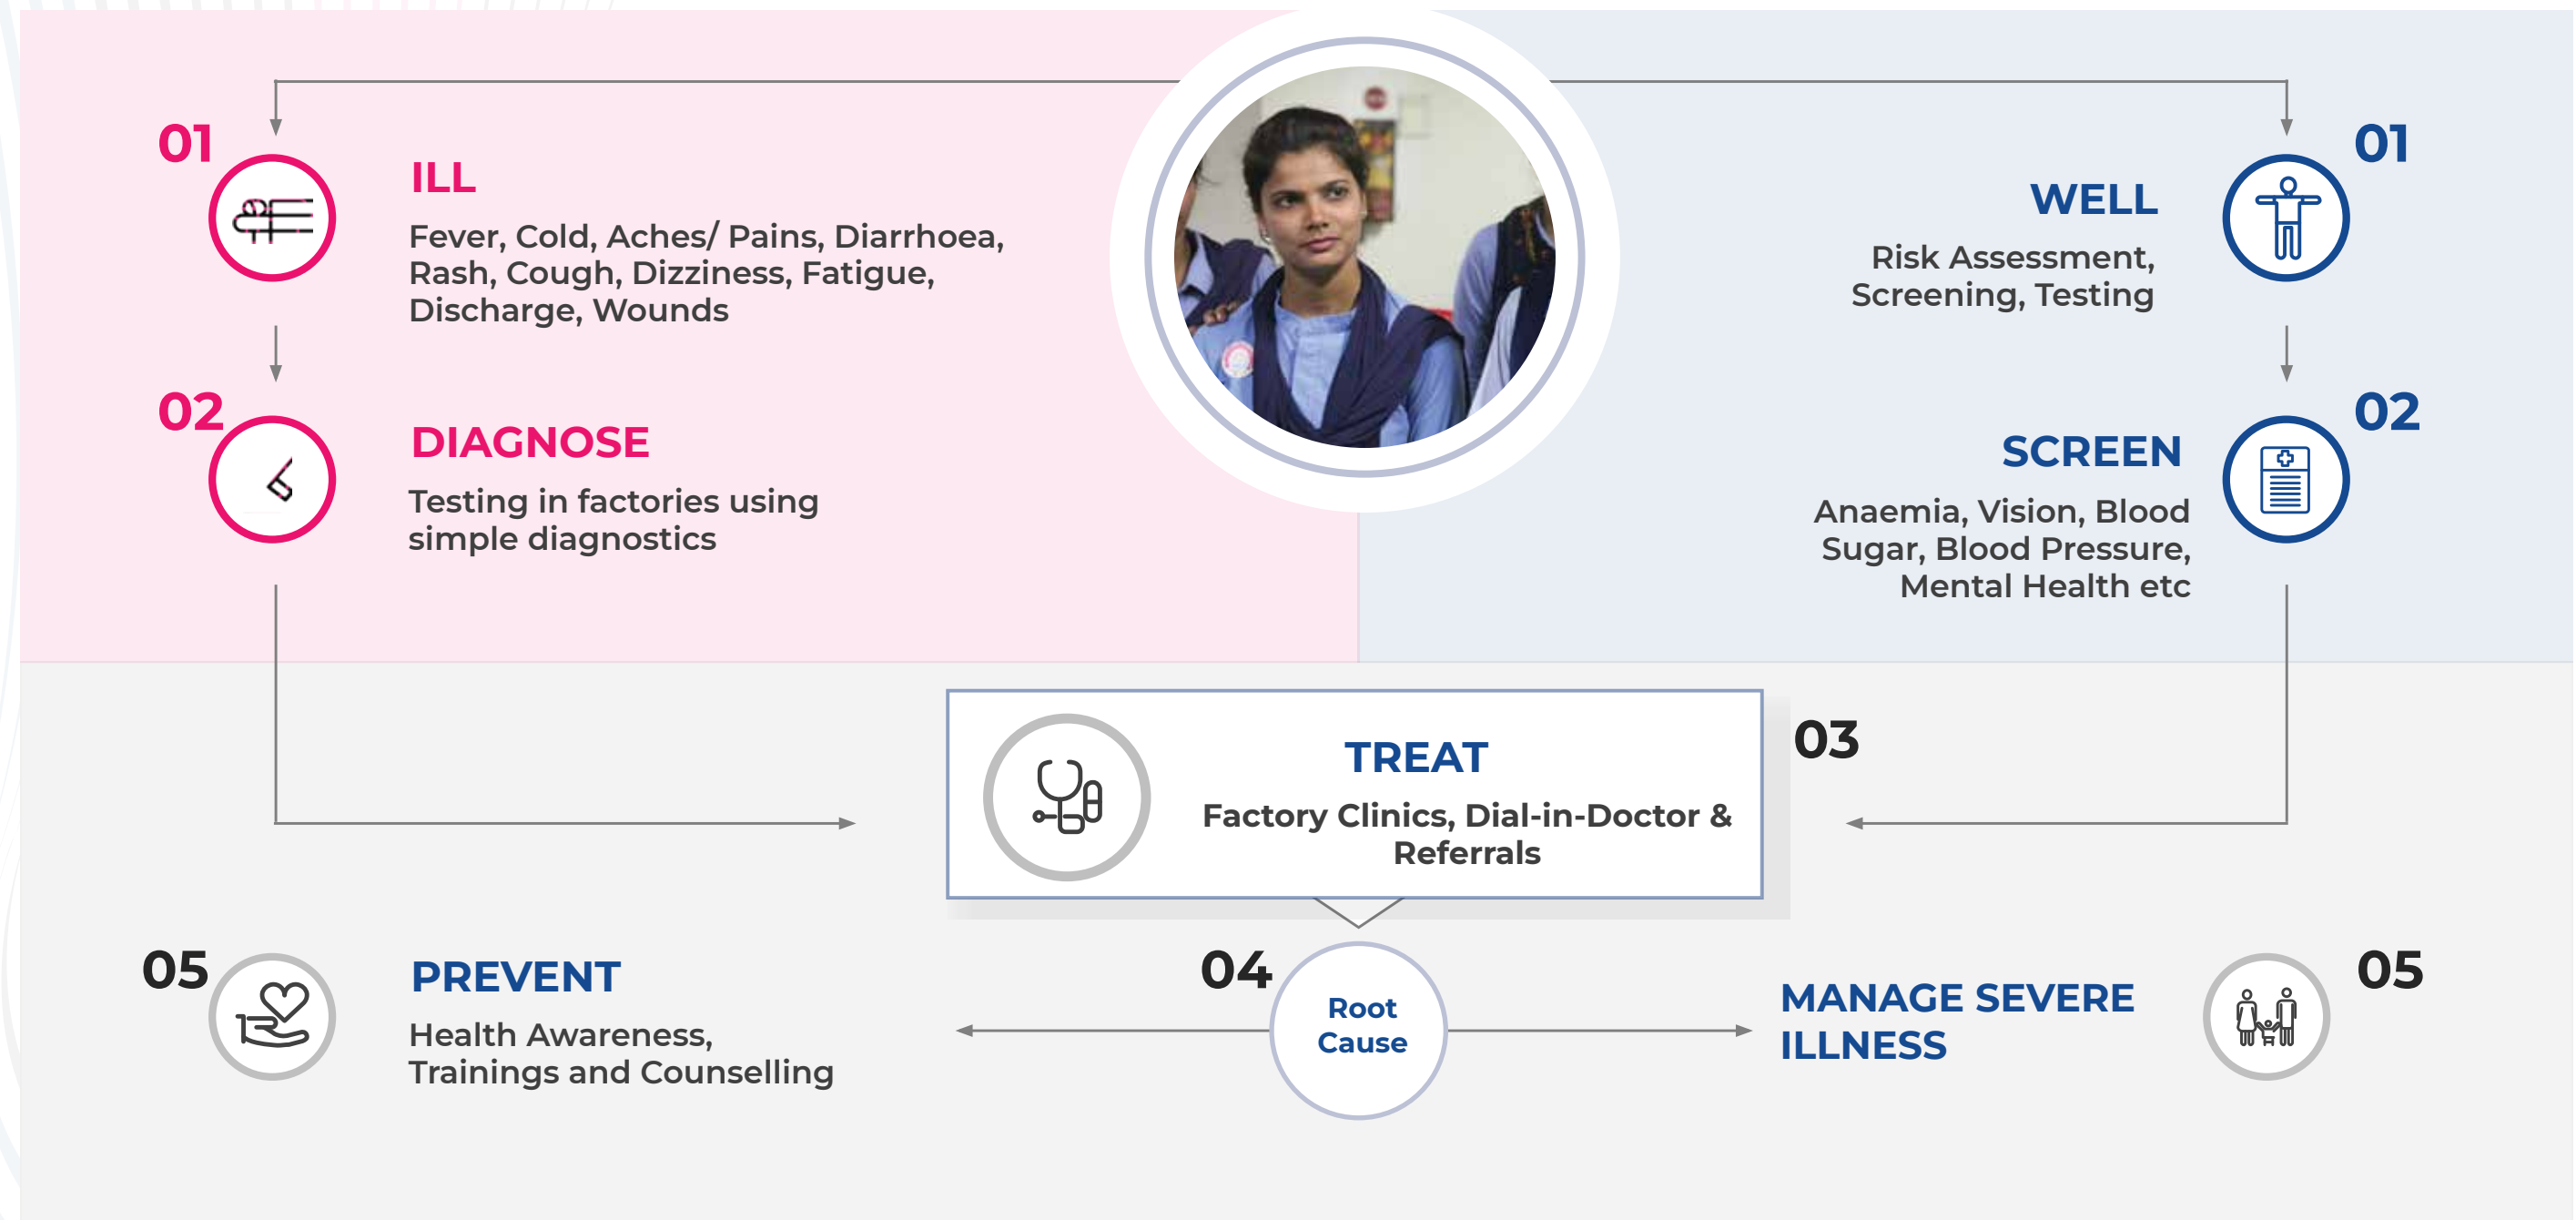 01
ILL
Fever, Cold, Aches/ Pains, Diarrhoea,
Rash, Cough, Dizziness, Fatigue,
Discharge, Wounds
02
DIAGNOSE
Testing in factories using
simple diagnostics
01
WELL
Risk Assessment,
Screening, Testing
02
SCREEN
Anaemia, Vision, Blood
Sugar, Blood Pressure,
Mental Health etc
03
TREAT
Factory Clinics, Dial-in-Doctor &
Referrals
04
Root
Cause
05
PREVENT
Health Awareness,
Trainings and Counselling
05
MANAGE SEVERE
ILLNESS